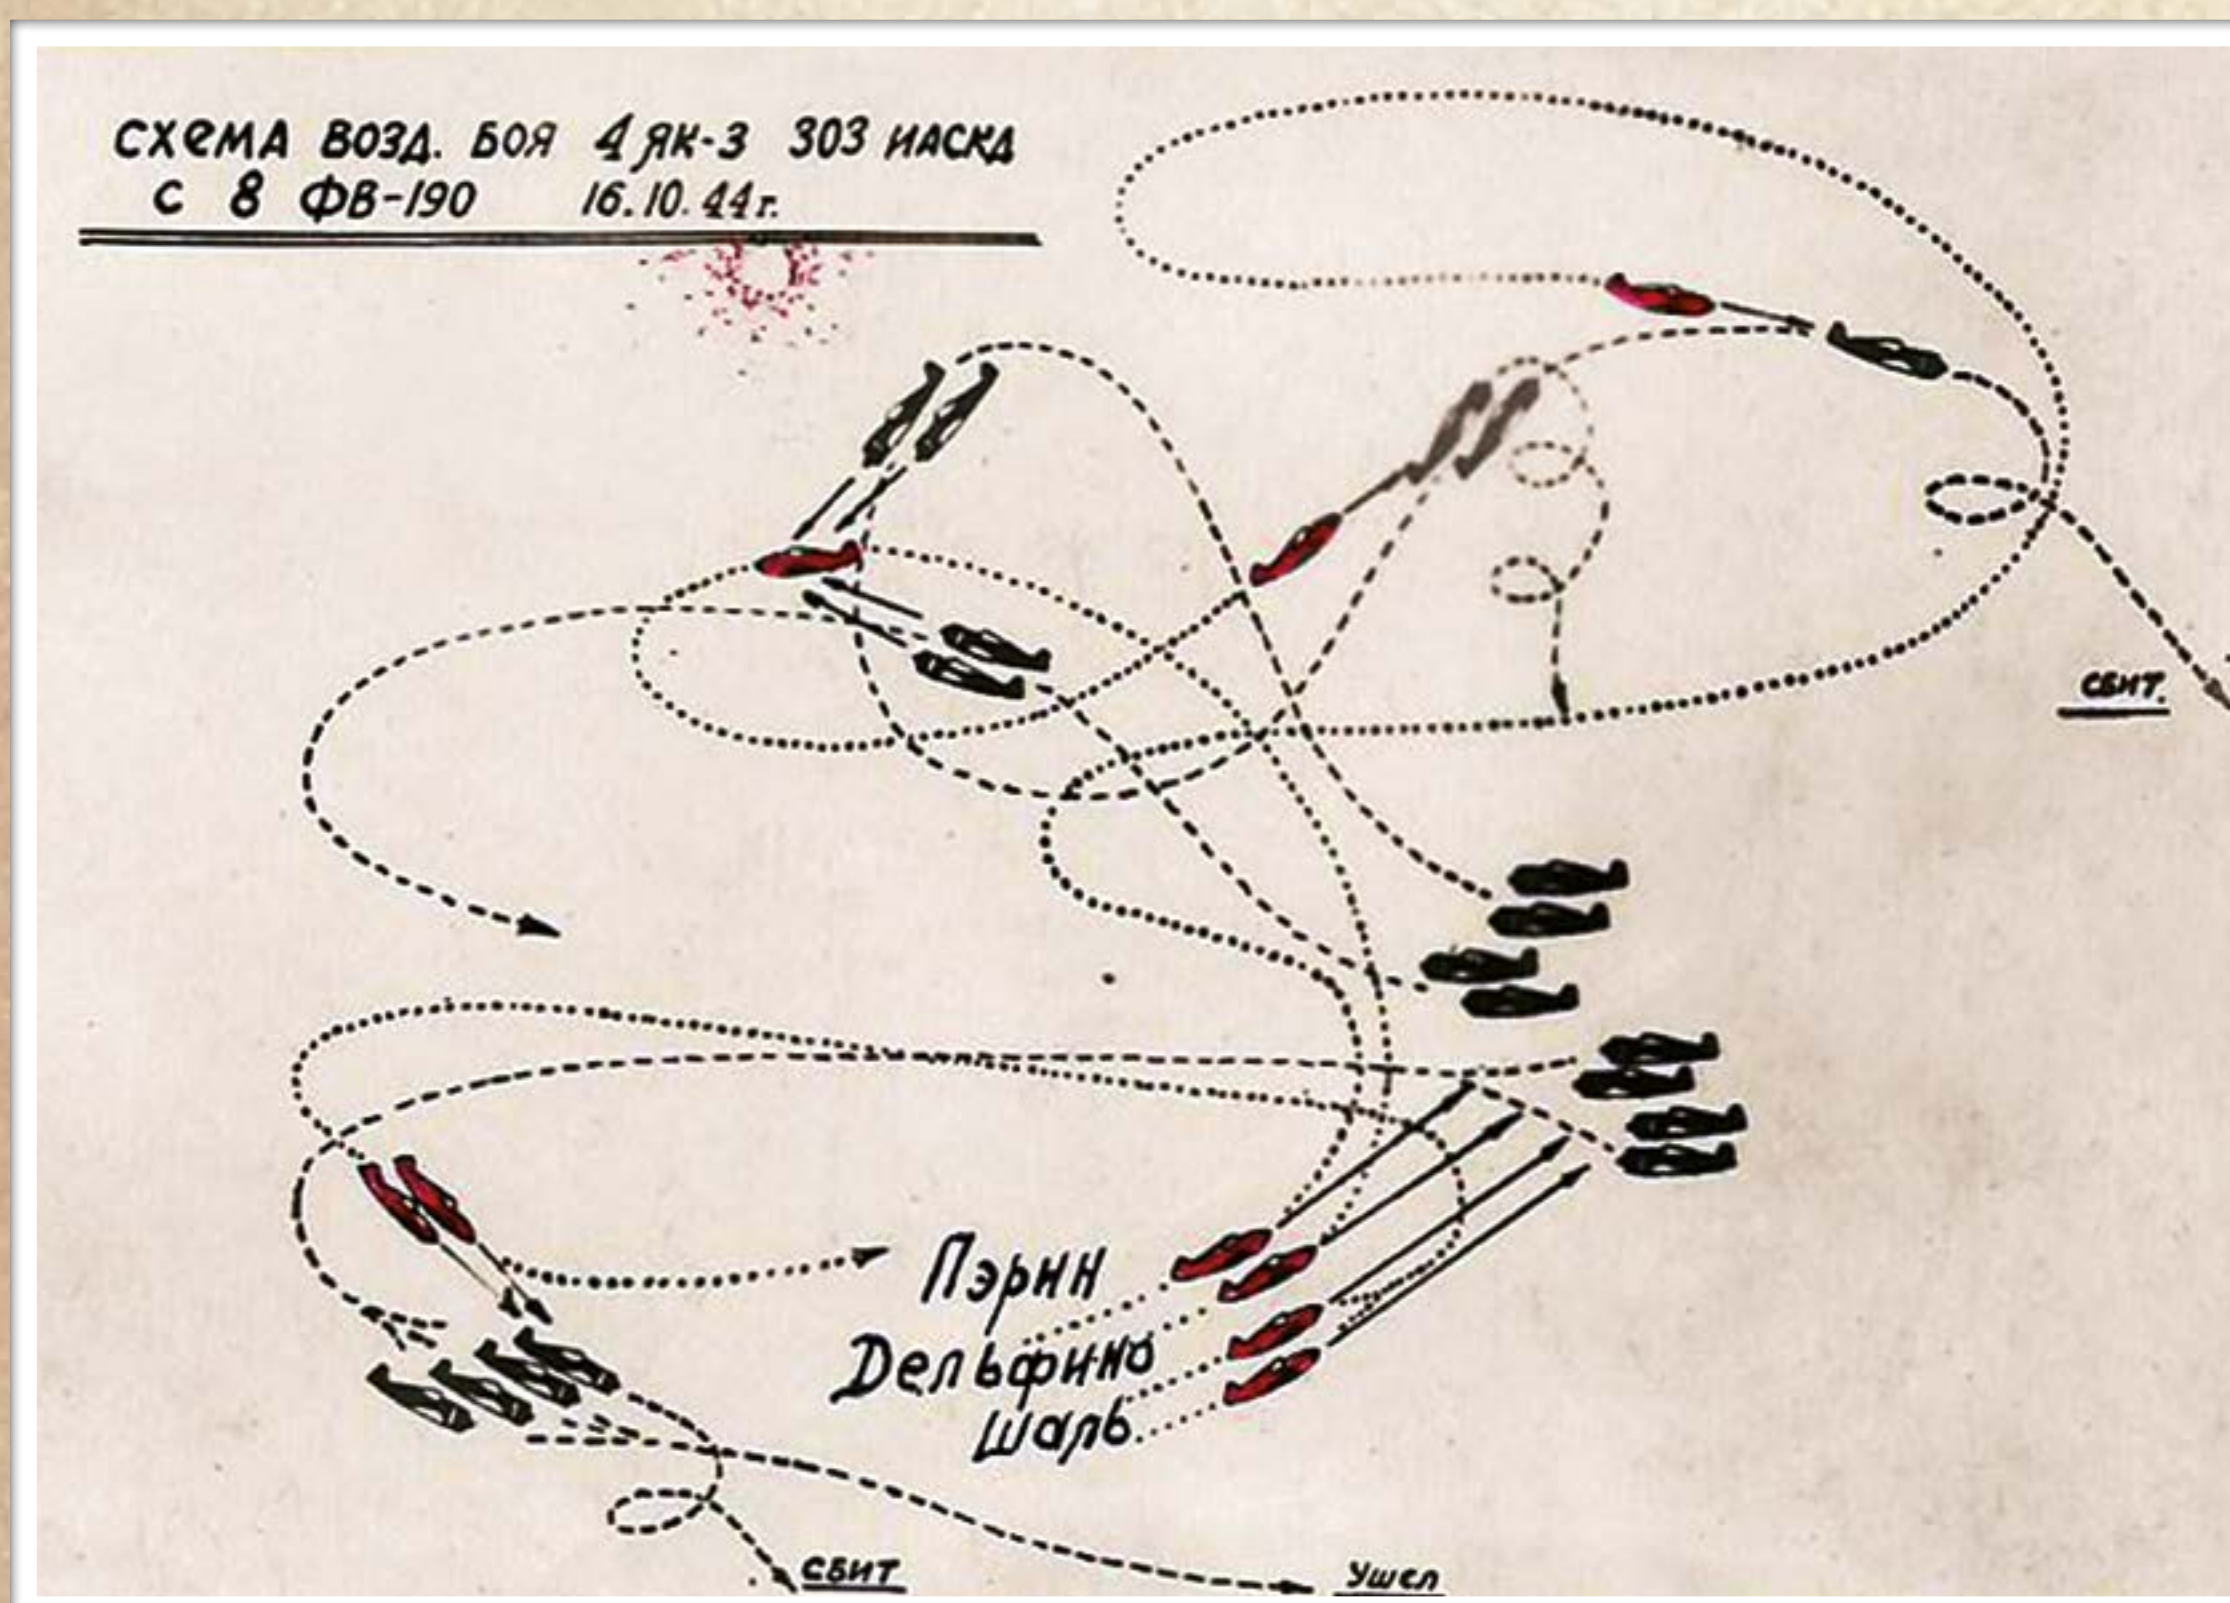 СХЕМА ВОЗД. БОЯ 4 ЯК-3 303 ИАСКД
С 8 ФВ-190 16.10.44г.
СБИТ.
Пэрин
Дельфино
Шаль
СБИТ
Ушел